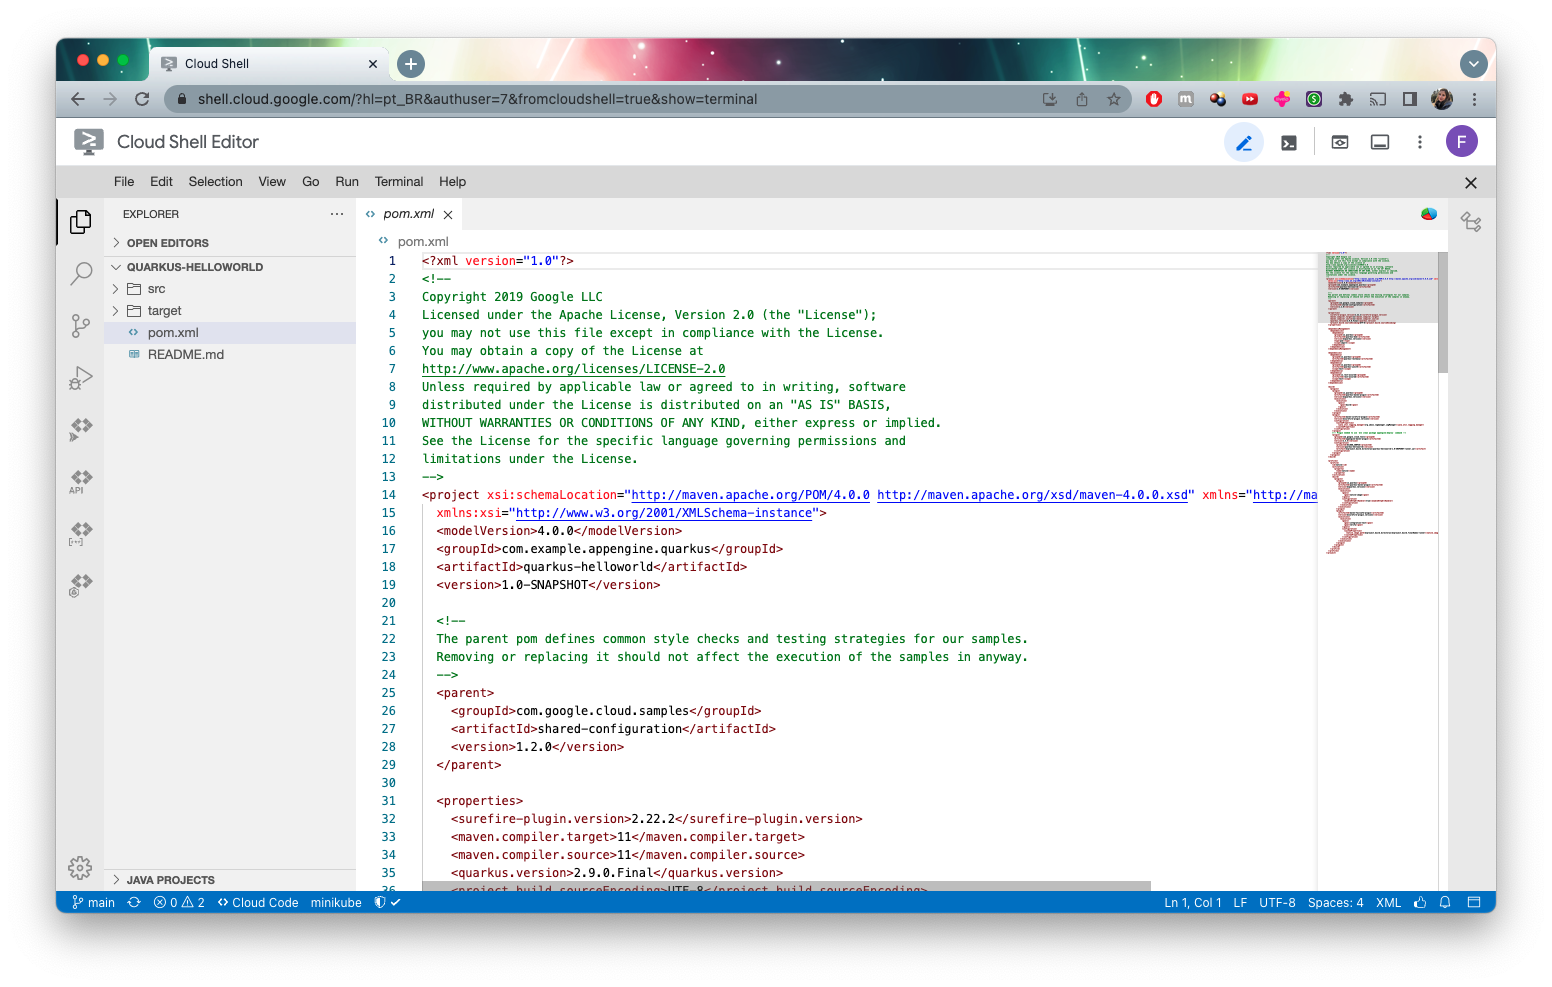 Cloud Shell
shell.cloud.google.com/?hl=pt_BR&authuser=7&fromcloudshell=true&show=terminal
Cloud Shell Editor
F
File Edit Selection View Go Run Terminal Help
EXPLORER
OPEN EDITORS
QUARKUS-HELLOWORLD
src
target
pom.xml
README.md
API
JAVA PROJECTS
pom.xml
pom.xml
1 <?xml version="1.0"?>
2 <!--
3 Copyright 2019 Google LLC
4 Licensed under the Apache License, Version 2.0 (the "License");
5 you may not use this file except in compliance with the License.
6 You may obtain a copy of the License at
7 http://www.apache.org/licenses/LICENSE-2.0
8 Unless required by applicable law or agreed to in writing, software
9 distributed under the License is distributed on an "AS IS" BASIS,
10 WITHOUT WARRANTIES OR CONDITIONS OF ANY KIND, either express or implied.
11 See the License for the specific language governing permissions and
12 limitations under the License.
13 -->
14 <project xsi:schemaLocation="http://maven.apache.org/POM/4.0.0 http://maven.apache.org/xsd/maven-4.0.0.xsd" xmlns="http://ma
15 xmlns:xsi="http://www.w3.org/2001/XMLSchema-instance">
16 <modelVersion>4.0.0</modelVersion>
17 <groupId>com.example.appengine.quarkus</groupId>
18 <artifactId>quarkus-helloworld</artifactId>
19 <version>1.0-SNAPSHOT</version>
20
21 <!--
22 The parent pom defines common style checks and testing strategies for our samples.
23 Removing or replacing it should not affect the execution of the samples in anyway.
24 -->
25 <parent>
26 <groupId>com.google.cloud.samples</groupId>
27 <artifactId>shared-configuration</artifactId>
28 <version>1.2.0</version>
29 </parent>
30
31 <properties>
32 <surefire-plugin.version>2.22.2</surefire-plugin.version>
33 <maven.compiler.target>11</maven.compiler.target>
34 <maven.compiler.source>11</maven.compiler.source>
35 <quarkus.version>2.9.0.Final</quarkus.version>
36 <project.build.sourceEncoding>UTF-8</project.build.sourceEncoding>
main 0 2 Cloud Code minikube Ln 1, Col 1 LF UTF-8 Spaces: 4 XML